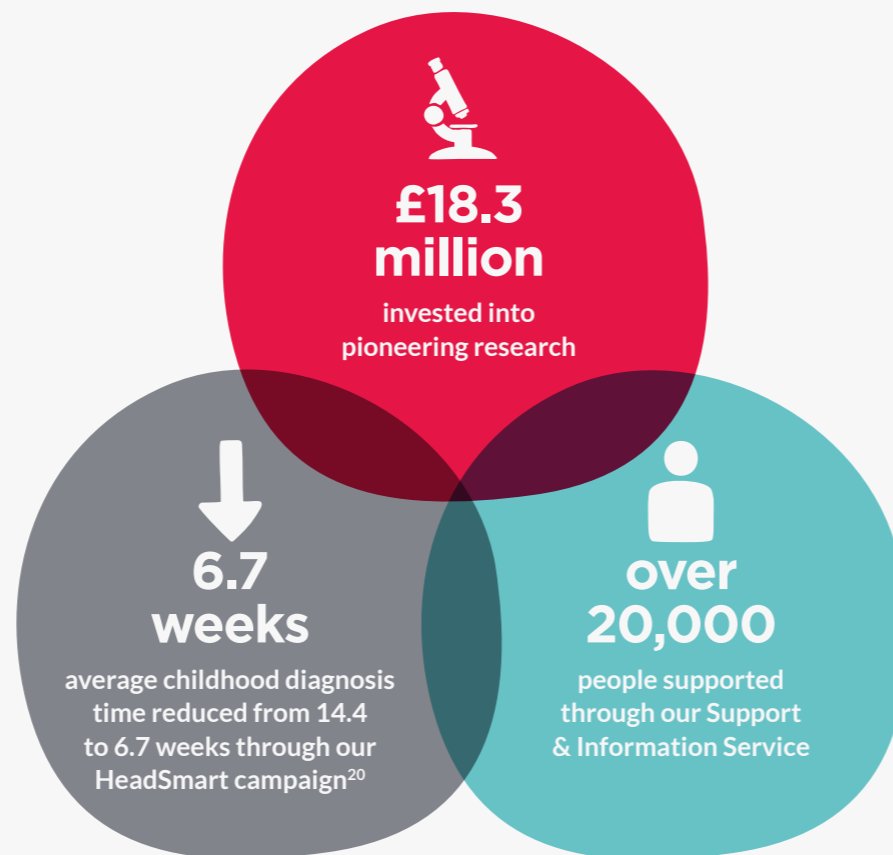 £18.3
million
invested into
pioneering research
6.7
weeks
average childhood diagnosis
time reduced from 14.4
to 6.7 weeks through our
HeadSmart campaign²⁰
over
20,000
people supported
through our Support
& Information Service